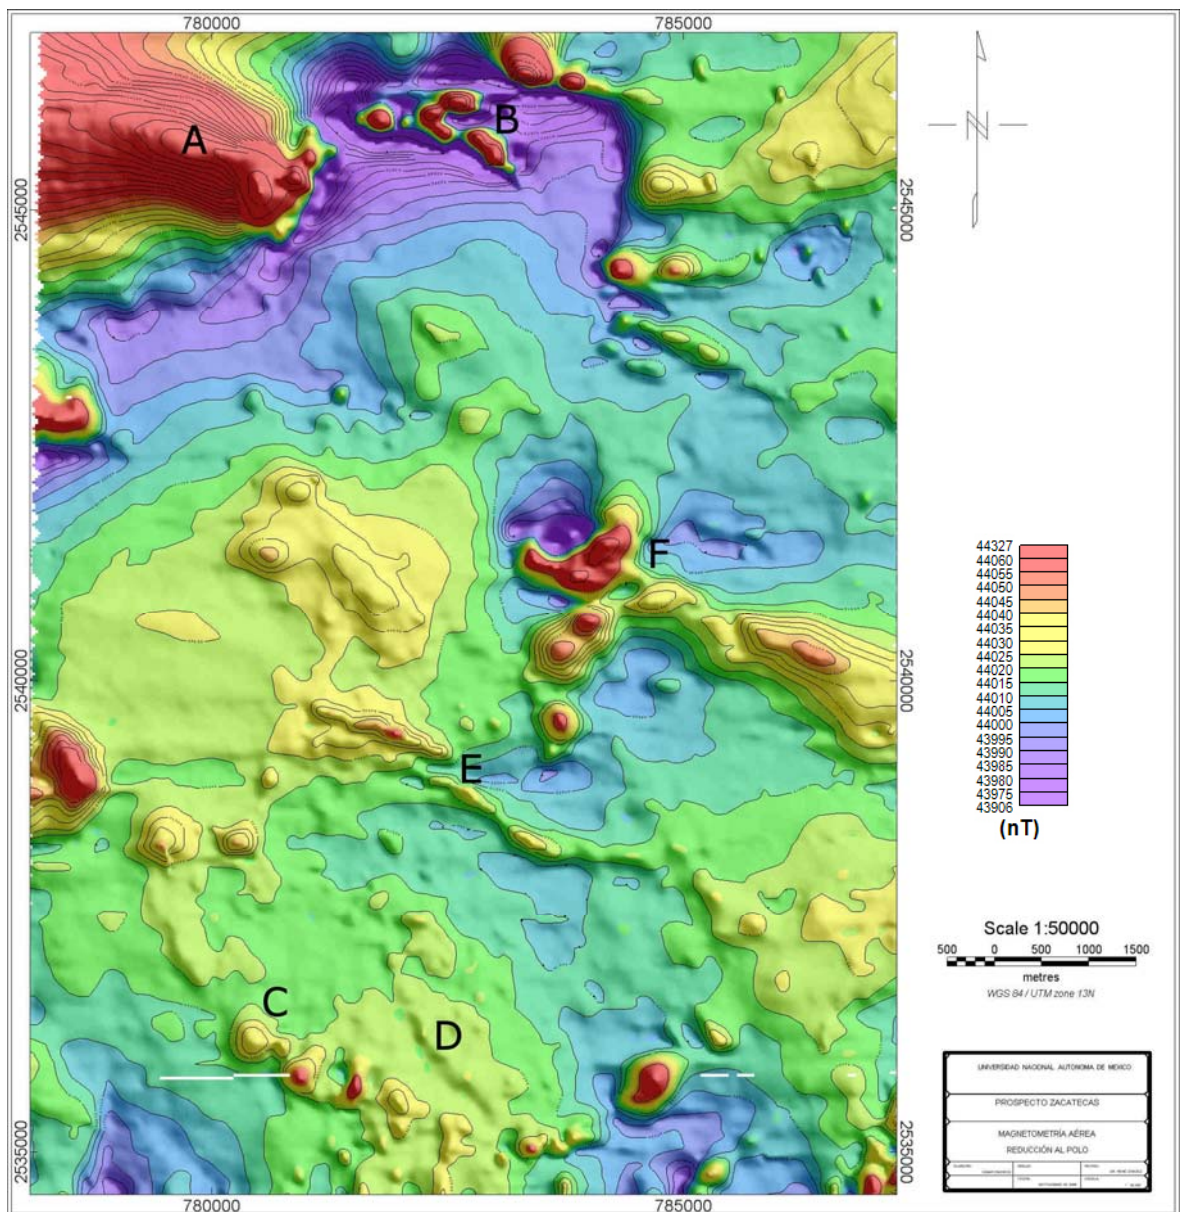 780000 785000
N
A
B
2545000 2545000
F
44327
44060
44055
44050
44045
44040
44035
44030
44025
44020
44015
44010
44005
44000
43995
43990
43985
43980
43975
43906
(nT)
2540000 2540000
E
Scale 1:50000
500 0 500 1000 1500
metres
WGS 84 / UTM zone 13N
C
D
UNIVERSIDAD NACIONAL AUTONOMA DE MEXICO
PROSPECTO ZACATECAS
MAGNETOMETRÍA AÉREA
REDUCCIÓN AL POLO
2535000 2535000
780000 785000